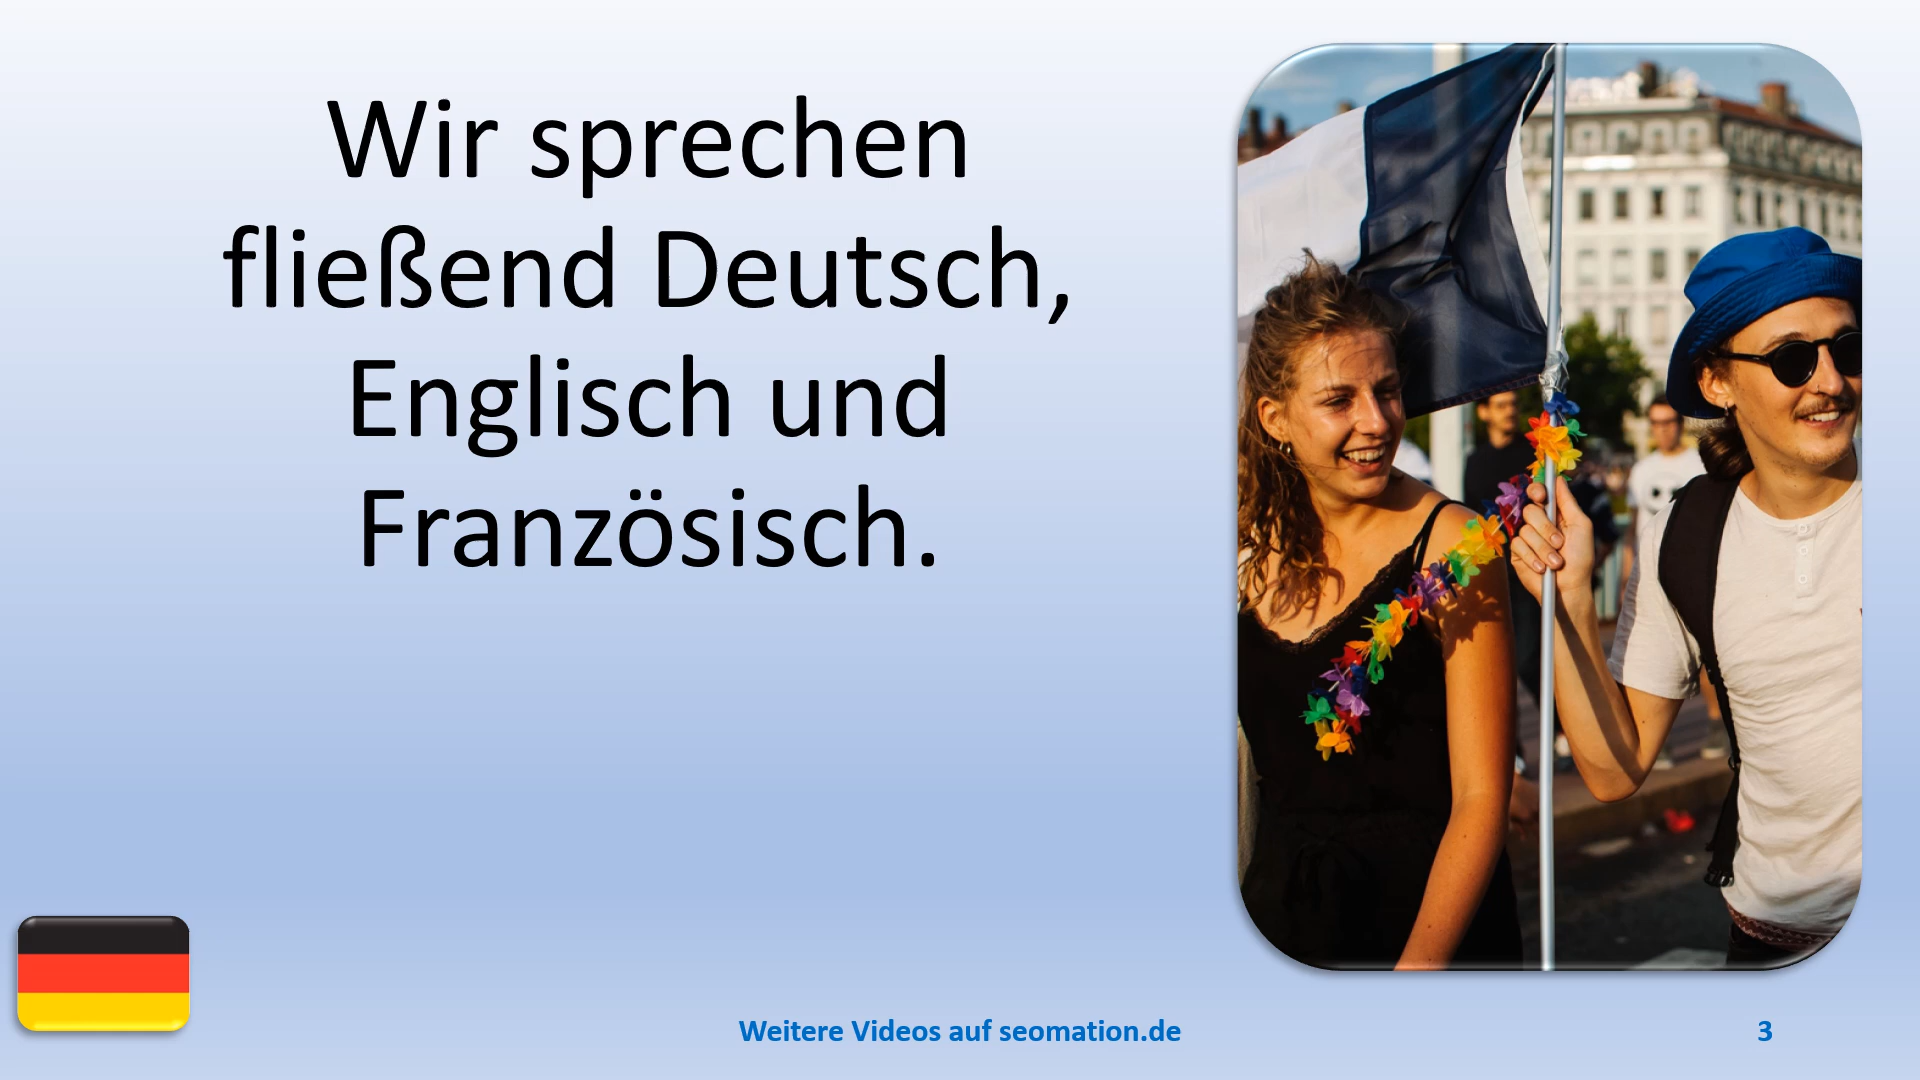 Wir sprechen
fließend Deutsch,
Englisch und
Französisch.
Weitere Videos auf seomation.de
3